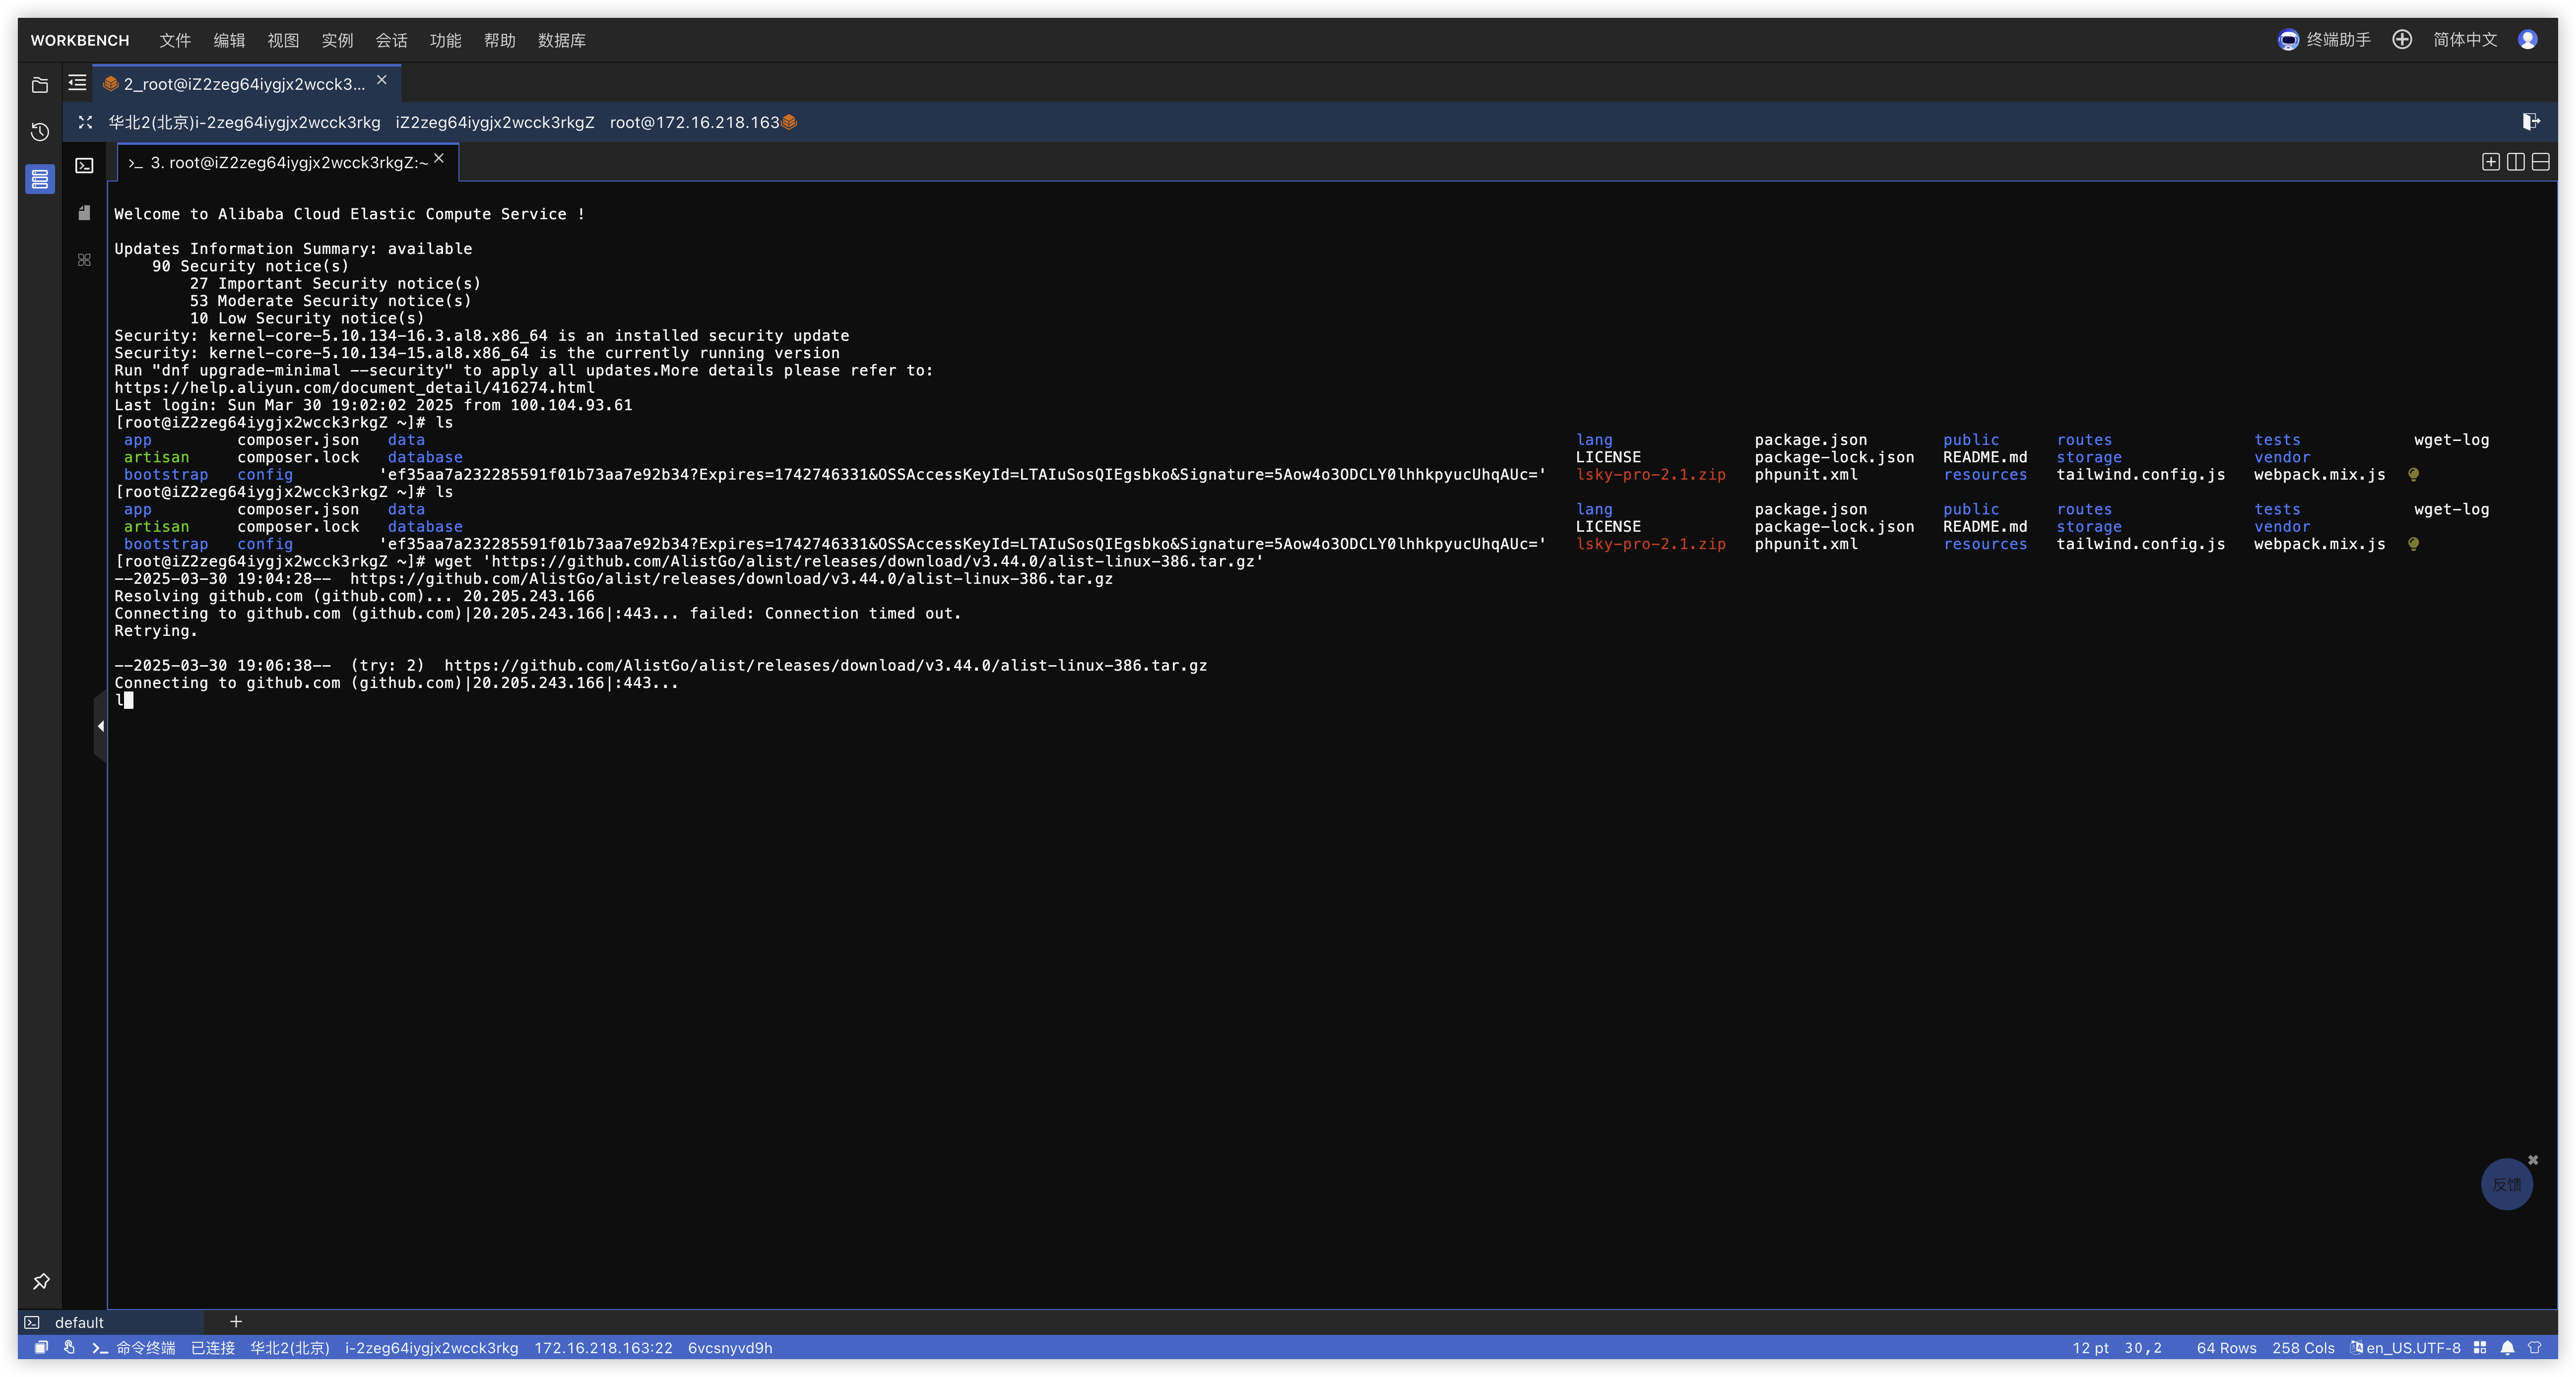 WORKBENCH 文件 编辑 视图 实例 会话 功能 帮助 数据库 终端助手 简体中文
2_root@iZ2zeg64iygjx2wcck3...
华北2(北京)i-2zeg64iygjx2wcck3rkg iZ2zeg64iygjx2wcck3rkgZ root@172.16.218.163
>_ 3. root@iZ2zeg64iygjx2wcck3rkgZ:~
Welcome to Alibaba Cloud Elastic Compute Service !
Updates Information Summary: available
90 Security notice(s)
27 Important Security notice(s)
53 Moderate Security notice(s)
10 Low Security notice(s)
Security: kernel-core-5.10.134-16.3.al8.x86_64 is an installed security update
Security: kernel-core-5.10.134-15.al8.x86_64 is the currently running version
Run "dnf upgrade-minimal --security" to apply all updates.More details please refer to:
https://help.aliyun.com/document_detail/416274.html
Last login: Sun Mar 30 19:02:02 2025 from 100.104.93.61
[root@iZ2zeg64iygjx2wcck3rkgZ ~]# ls
app composer.json data lang package.json public routes tests wget-log
artisan composer.lock database LICENSE package-lock.json README.md storage vendor
bootstrap config 'ef35aa7a232285591f01b73aa7e92b34?Expires=1742746331&OSSAccessKeyId=LTAIuSosQIEgsbko&Signature=5Aow4o3ODCLY0lhhkpyucUhqAUc=' lsky-pro-2.1.zip phpunit.xml resources tailwind.config.js webpack.mix.js
[root@iZ2zeg64iygjx2wcck3rkgZ ~]# ls
app composer.json data lang package.json public routes tests wget-log
artisan composer.lock database LICENSE package-lock.json README.md storage vendor
bootstrap config 'ef35aa7a232285591f01b73aa7e92b34?Expires=1742746331&OSSAccessKeyId=LTAIuSosQIEgsbko&Signature=5Aow4o3ODCLY0lhhkpyucUhqAUc=' lsky-pro-2.1.zip phpunit.xml resources tailwind.config.js webpack.mix.js
[root@iZ2zeg64iygjx2wcck3rkgZ ~]# wget 'https://github.com/AlistGo/alist/releases/download/v3.44.0/alist-linux-386.tar.gz'
--2025-03-30 19:04:28-- https://github.com/AlistGo/alist/releases/download/v3.44.0/alist-linux-386.tar.gz
Resolving github.com (github.com)... 20.205.243.166
Connecting to github.com (github.com)|20.205.243.166|:443... failed: Connection timed out.
Retrying.
--2025-03-30 19:06:38-- (try: 2) https://github.com/AlistGo/alist/releases/download/v3.44.0/alist-linux-386.tar.gz
Connecting to github.com (github.com)|20.205.243.166|:443...
l
反馈
default
命令终端 已连接 华北2(北京) i-2zeg64iygjx2wcck3rkg 172.16.218.163:22 6vcsnyvd9h 12 pt 30,2 64 Rows 258 Cols en_US.UTF-8